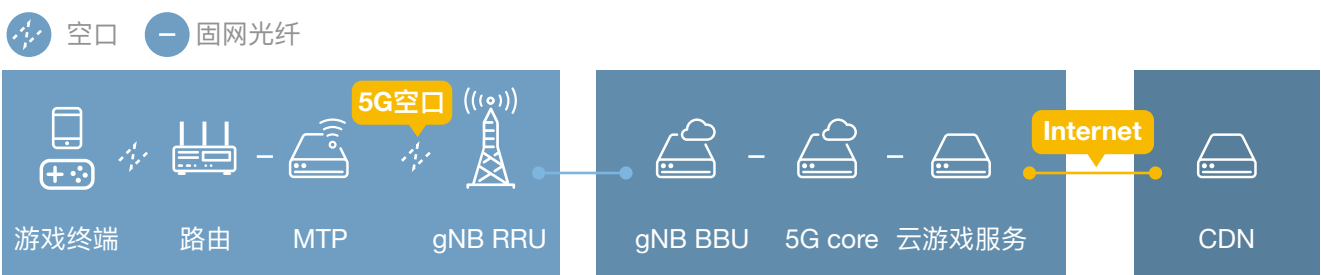 空口
固网光纤
5G空口
Internet
游戏终端
路由
MTP
gNB RRU
gNB BBU
5G core
云游戏服务
CDN